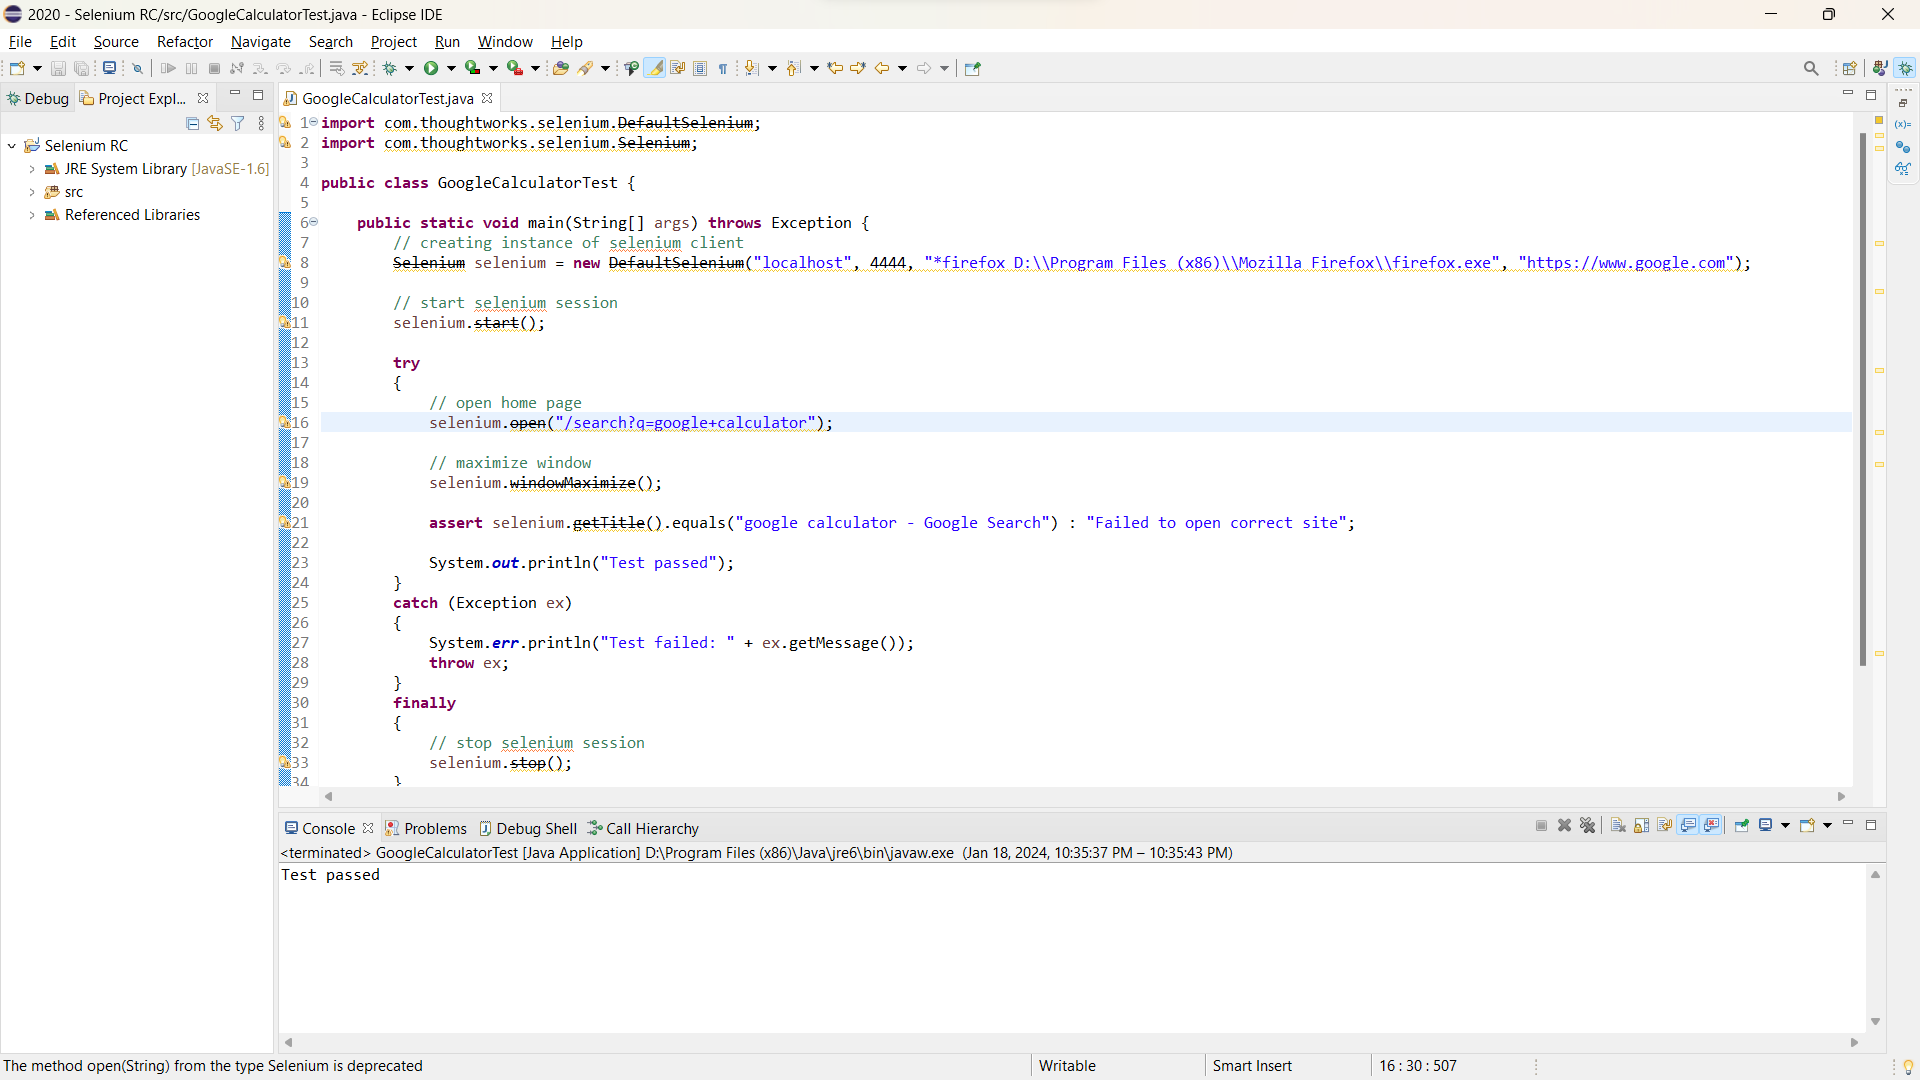 2020 - Selenium RC/src/GoogleCalculatorTest.java - Eclipse IDE
File Edit Source Refactor Navigate Search Project Run Window Help
Debug Project Expl... GoogleCalculatorTest.java
Selenium RC
JRE System Library [JavaSE-1.6]
src
Referenced Libraries
1 import com.thoughtworks.selenium.DefaultSelenium;
2 import com.thoughtworks.selenium.Selenium;
3
4 public class GoogleCalculatorTest {
5
6 public static void main(String[] args) throws Exception {
7 // creating instance of selenium client
8 Selenium selenium = new DefaultSelenium("localhost", 4444, "*firefox D:\\Program Files (x86)\\Mozilla Firefox\\firefox.exe", "https://www.google.com");
9
10 // start selenium session
11 selenium.start();
12
13 try
14 {
15 // open home page
16 selenium.open("/search?q=google+calculator");
17
18 // maximize window
19 selenium.windowMaximize();
20
21 assert selenium.getTitle().equals("google calculator - Google Search") : "Failed to open correct site";
22
23 System.out.println("Test passed");
24 }
25 catch (Exception ex)
26 {
27 System.err.println("Test failed: " + ex.getMessage());
28 throw ex;
29 }
30 finally
31 {
32 // stop selenium session
33 selenium.stop();
34 }
Console Problems Debug Shell Call Hierarchy
<terminated> GoogleCalculatorTest [Java Application] D:\Program Files (x86)\Java\jre6\bin\javaw.exe (Jan 18, 2024, 10:35:37 PM – 10:35:43 PM)
Test passed
The method open(String) from the type Selenium is deprecated Writable Smart Insert 16 : 30 : 507